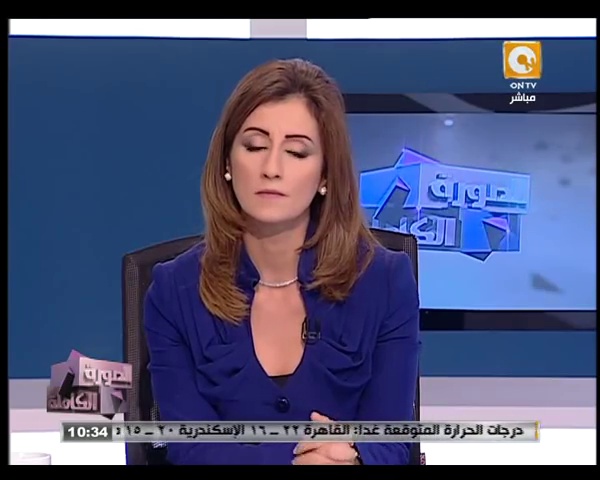 ONTV
مباشر
الصورة
الكاملة
الصورة
الكاملة
10:34
درجات الحرارة المتوقعة غدا: القاهرة ٢٢ _ ١٦ الإسكندرية ٢٠ _ ١٥